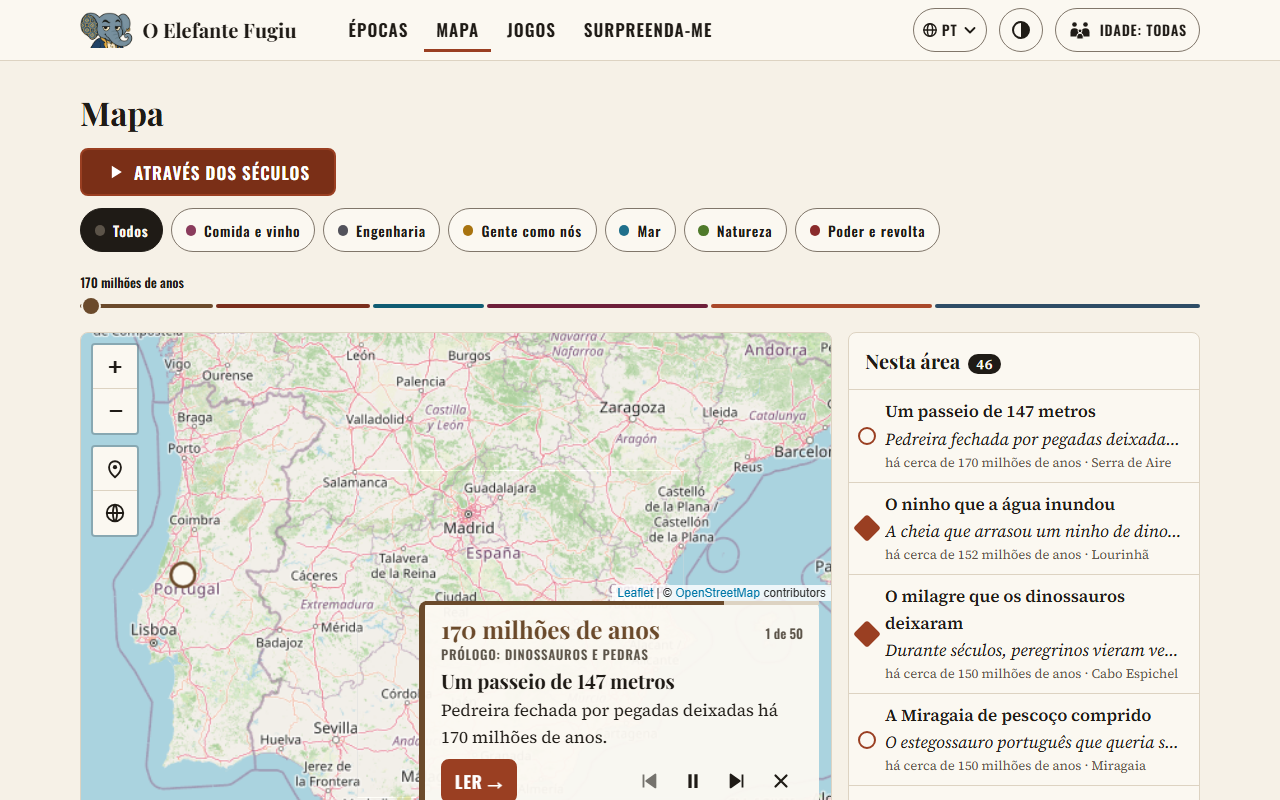 O Elefante Fugiu
ÉPOCAS
MAPA
JOGOS
SURPREENDA-ME
PT
IDADE: TODAS
Mapa
ATRAVÉS DOS SÉCULOS
Todos
Comida e vinho
Engenharia
Gente como nós
Mar
Natureza
Poder e revolta
170 milhões de anos
+
−
Vigo
Ourense
León
Burgos
Navarra /
Nafarroa
Andorra
Palencia
Braga
Valladolid
Castilla
y León
Zaragoza
Lleida
Catalunya
Porto
Aragón
Barcelon
Reus
Salamanca
Guadalajara
Castelló
de la Plana /
Castellón
de la Plana
Coimbra
Madrid
España
Talavera
de la Reina
Cáceres
Portugal
Extremadura
Ciudad
Lisboa
Mérida
Badajoz
Córdo
Sevilla
Huelva
Jerez de
la Frontera
Leaflet | © OpenStreetMap contributors
170 milhões de anos
1 de 50
PRÓLOGO: DINOSSAUROS E PEDRAS
Um passeio de 147 metros
Pedreira fechada por pegadas deixadas há
170 milhões de anos.
LER →
Nesta área 46
Um passeio de 147 metros
Pedreira fechada por pegadas deixada...
há cerca de 170 milhões de anos · Serra de Aire
O ninho que a água inundou
A cheia que arrasou um ninho de dino...
há cerca de 152 milhões de anos · Lourinhã
O milagre que os dinossauros
deixaram
Durante séculos, peregrinos vieram ve...
há cerca de 150 milhões de anos · Cabo Espichel
A Miragaia de pescoço comprido
O estegossauro português que queria s...
há cerca de 150 milhões de anos · Miragaia